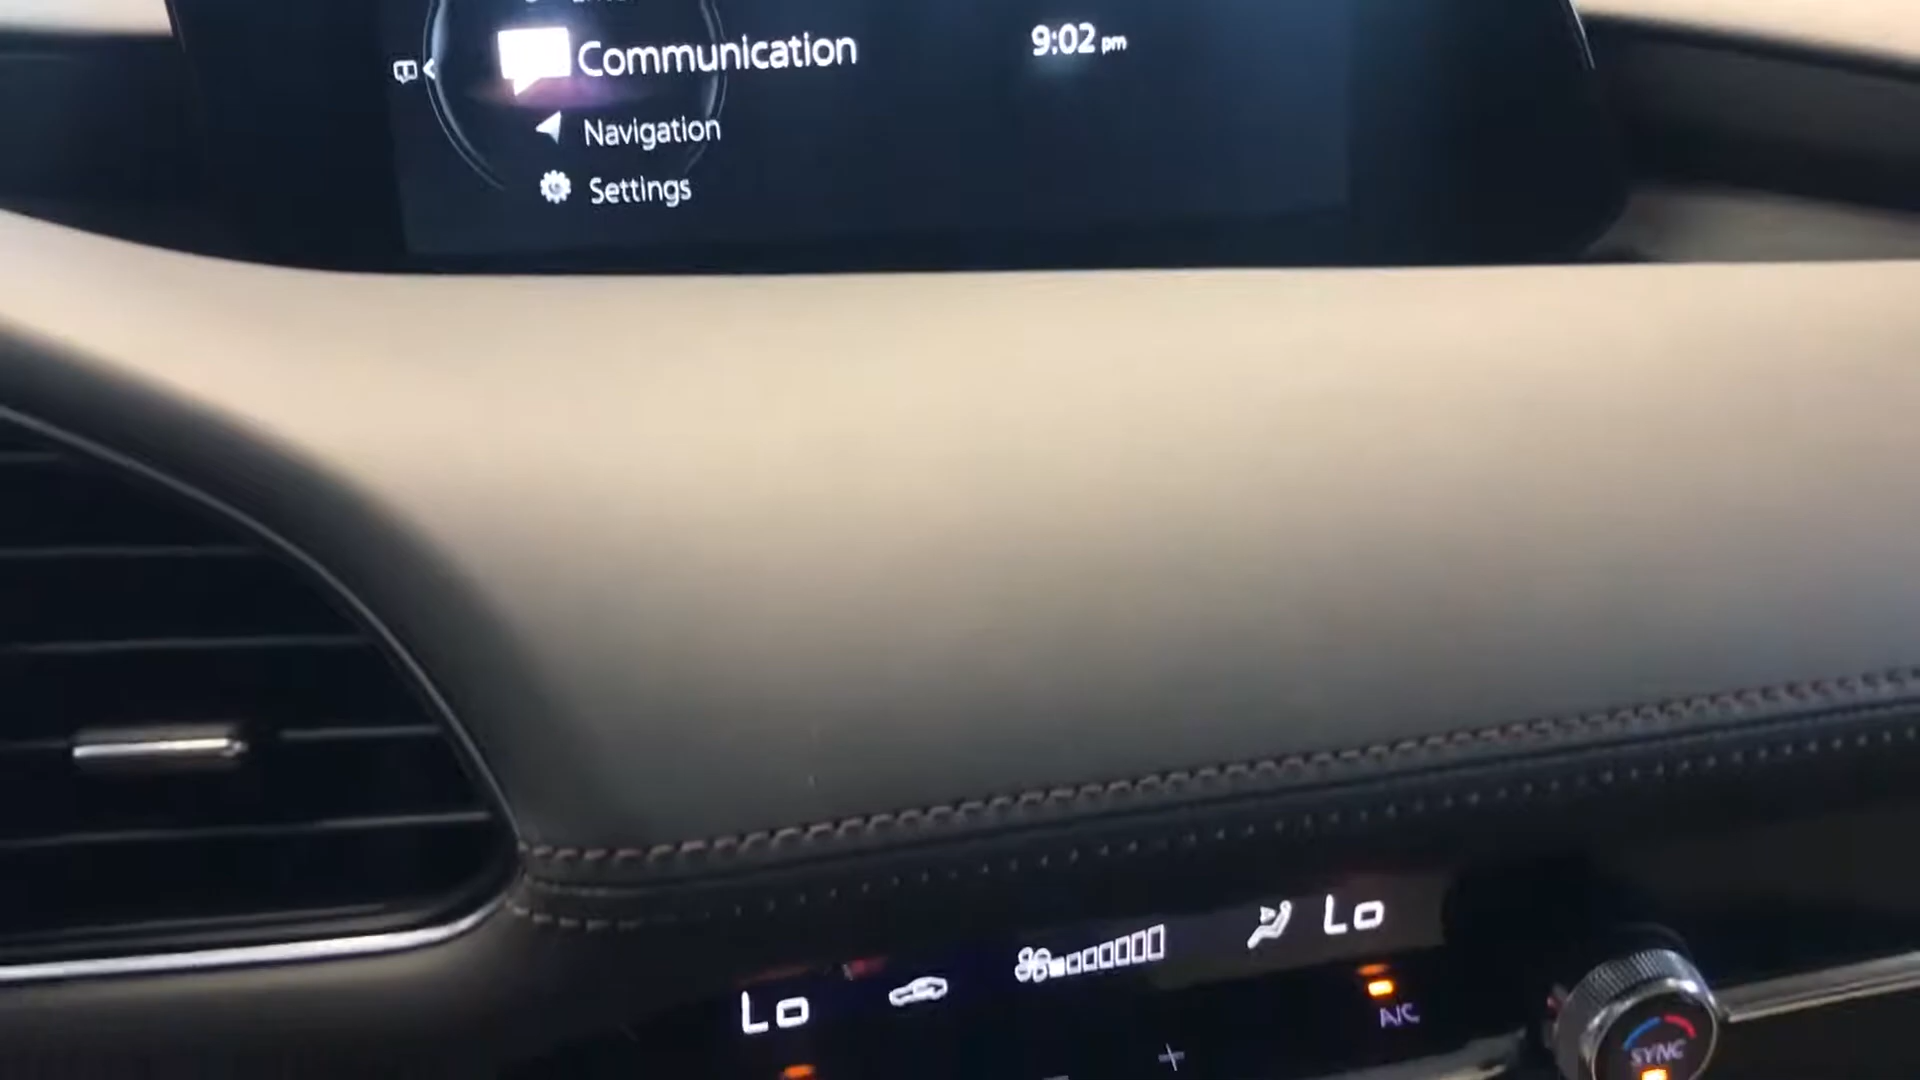 Communication
9:02 pm
Navigation
Settings
Lo
Lo
A/C
SYNC